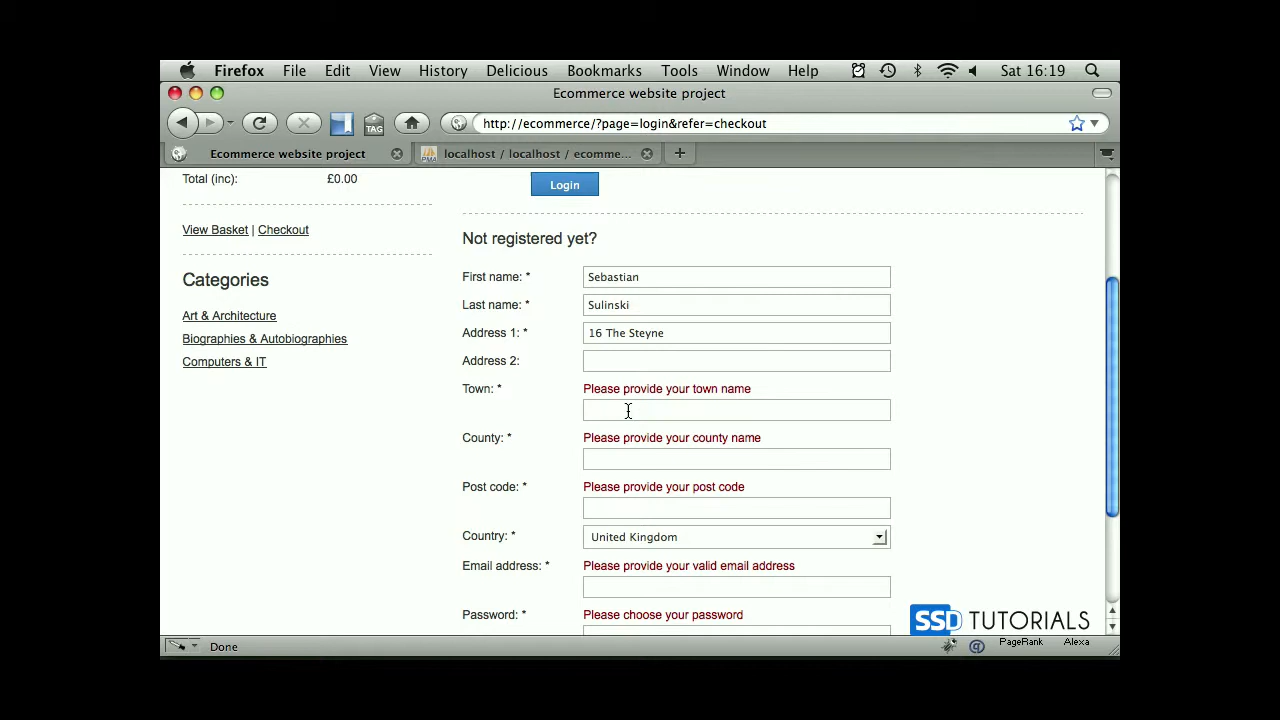 Firefox File Edit View History Delicious Bookmarks Tools Window Help Sat 16:19
Ecommerce website project
TAG http://ecommerce/?page=login&refer=checkout
Ecommerce website project localhost / localhost / ecomme...
Total (inc): £0.00
Login
View Basket | Checkout
Not registered yet?
Categories
First name: * Sebastian
Last name: * Sulinski
Art & Architecture
Address 1: * 16 The Steyne
Biographies & Autobiographies
Address 2:
Computers & IT
Town: * Please provide your town name
County: * Please provide your county name
Post code: * Please provide your post code
Country: * United Kingdom
Email address: * Please provide your valid email address
Password: * Please choose your password
SSD TUTORIALS
Done @ PageRank Alexa